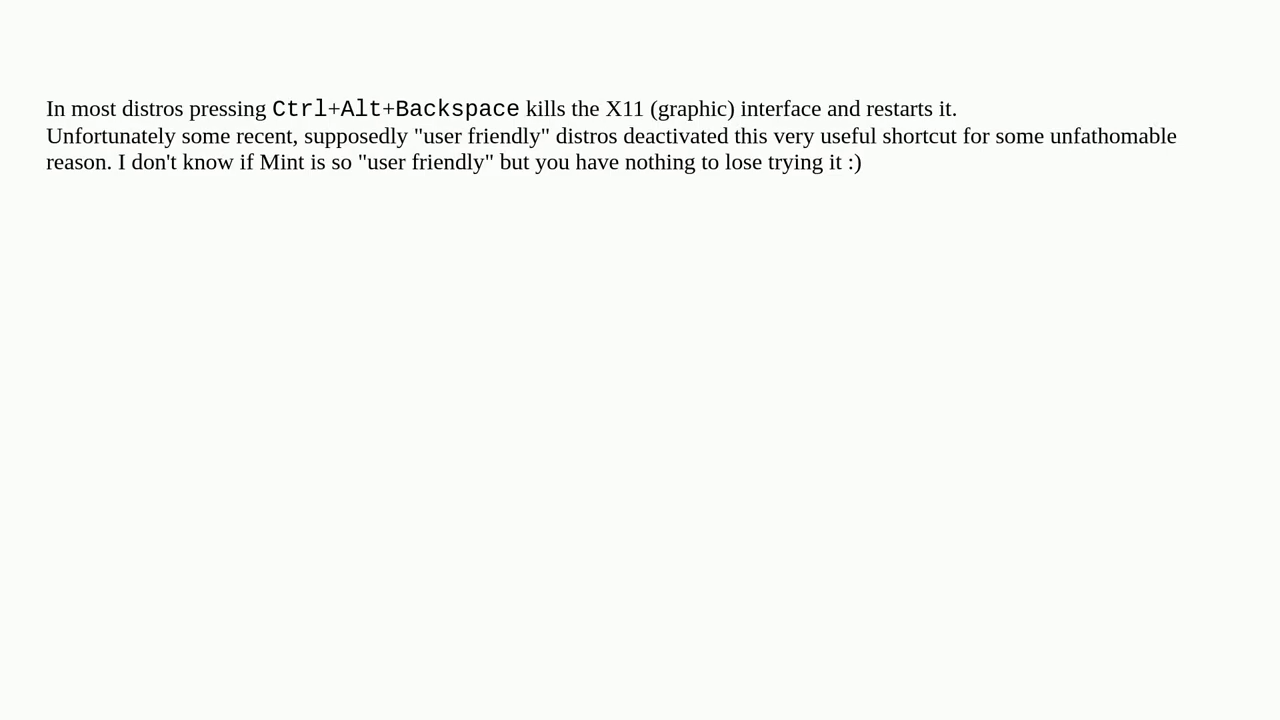 In most distros pressing Ctrl+Alt+Backspace kills the X11 (graphic) interface and restarts it.
Unfortunately some recent, supposedly "user friendly" distros deactivated this very useful shortcut for some unfathomable
reason. I don't know if Mint is so "user friendly" but you have nothing to lose trying it :)